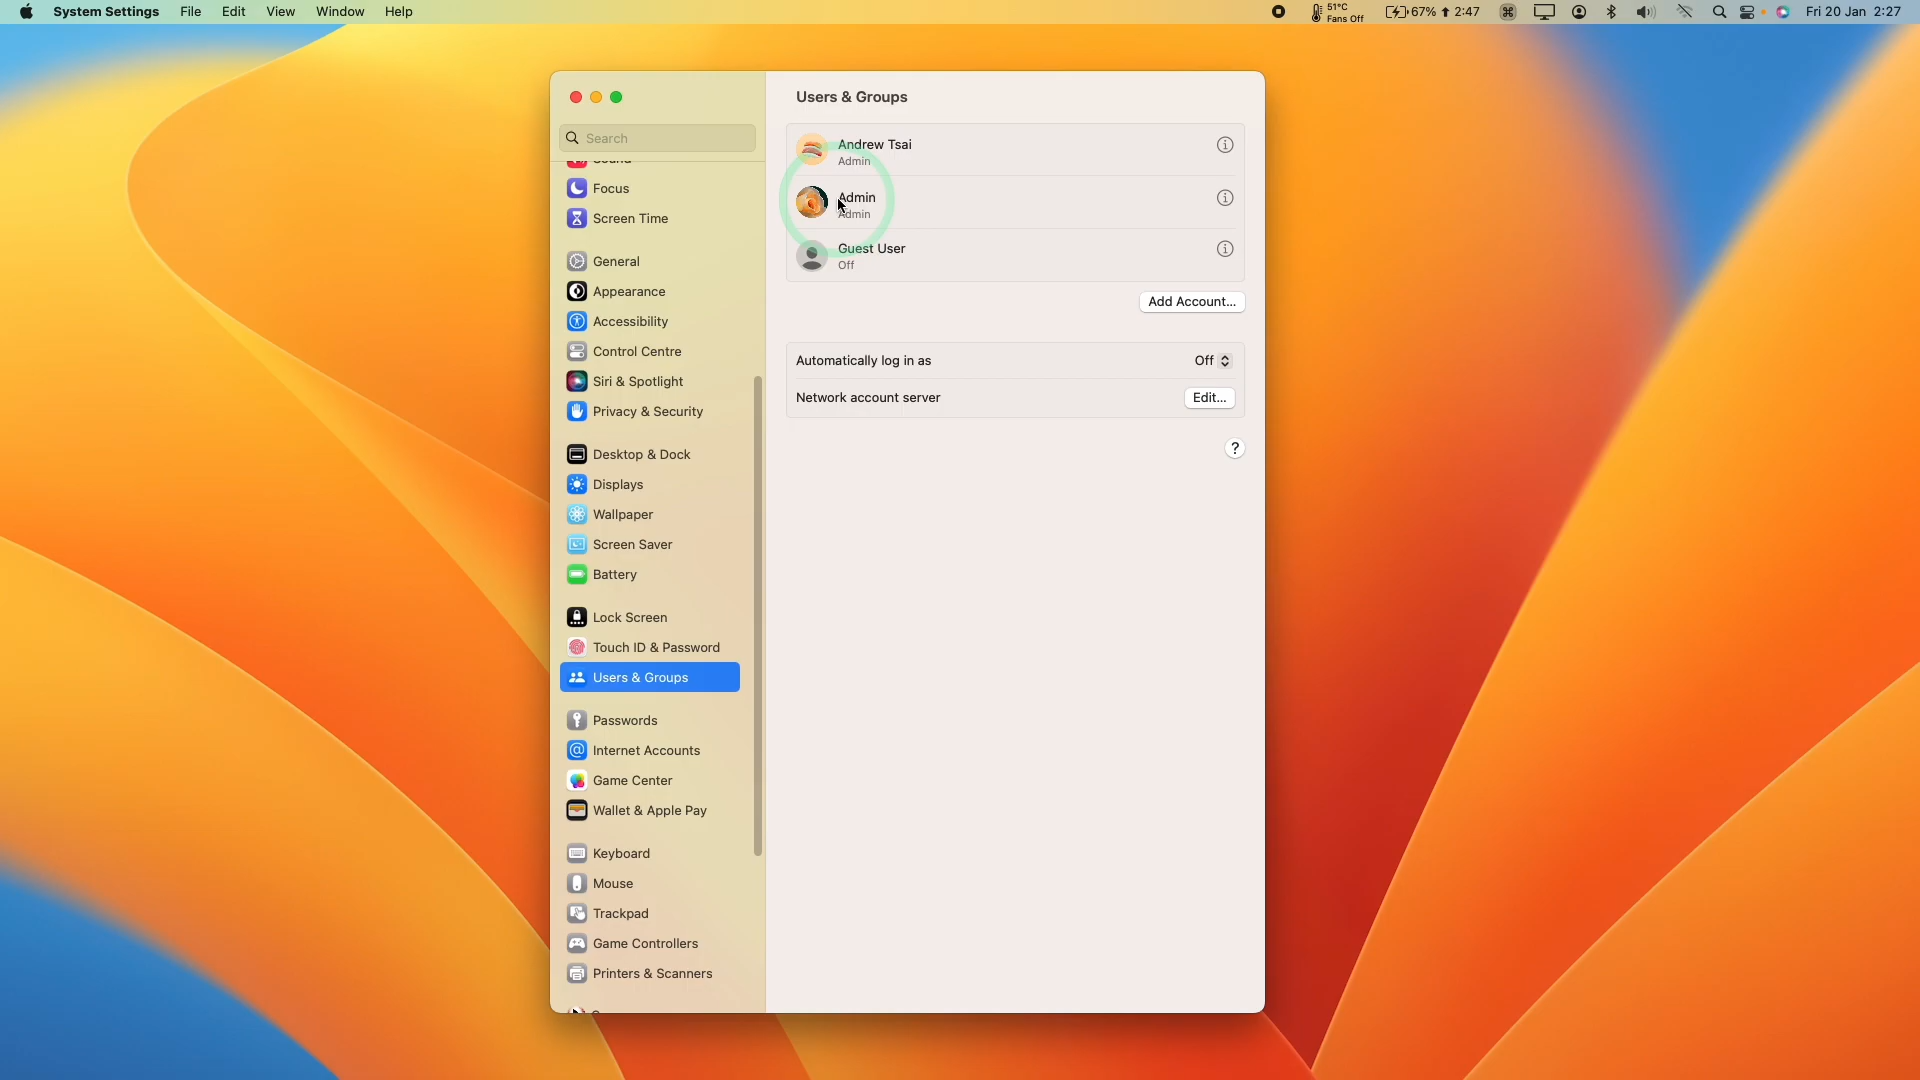 System Settings File Edit View Window Help
51°C
Fans Off
67% 2:47
Fri 20 Jan 2:27
Search
Focus
Screen Time
General
Appearance
Accessibility
Control Centre
Siri & Spotlight
Privacy & Security
Desktop & Dock
Displays
Wallpaper
Screen Saver
Battery
Lock Screen
Touch ID & Password
Users & Groups
Passwords
Internet Accounts
Game Center
Wallet & Apple Pay
Keyboard
Mouse
Trackpad
Game Controllers
Printers & Scanners
Users & Groups
Andrew Tsai
Admin
Admin
Admin
Guest User
Off
Add Account...
Automatically log in as Off
Network account server Edit...
?